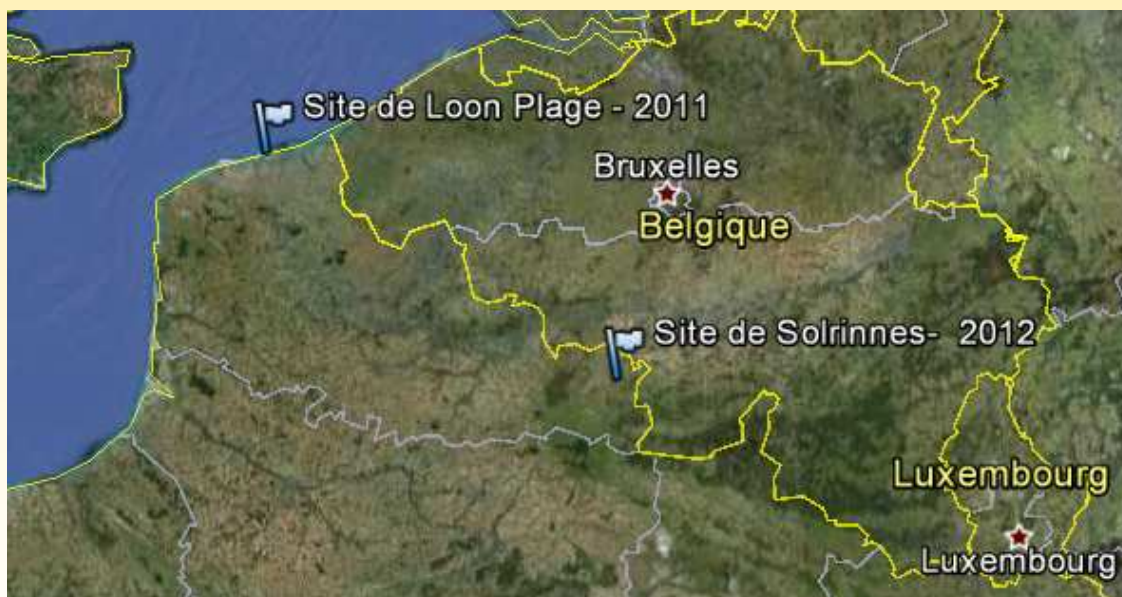 Site de Loon Plage - 2011
Bruxelles
Belgique
Site de Solrinnes- 2012
Luxembourg
Luxembourg